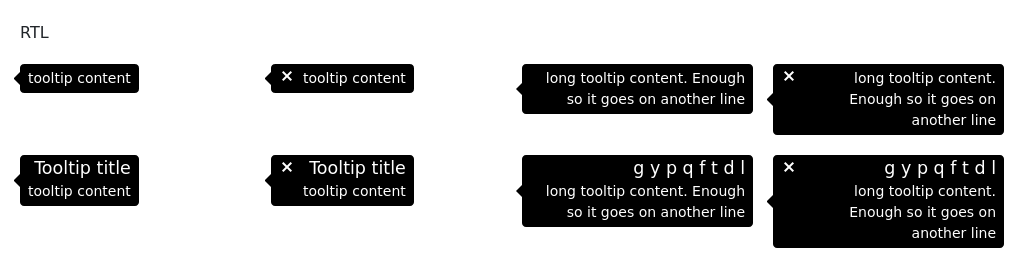 RTL
tooltip content
× tooltip content
long tooltip content. Enough
so it goes on another line
× long tooltip content.
Enough so it goes on
another line
Tooltip title
tooltip content
× Tooltip title
tooltip content
g y p q f t d l
long tooltip content. Enough
so it goes on another line
× g y p q f t d l
long tooltip content.
Enough so it goes on
another line